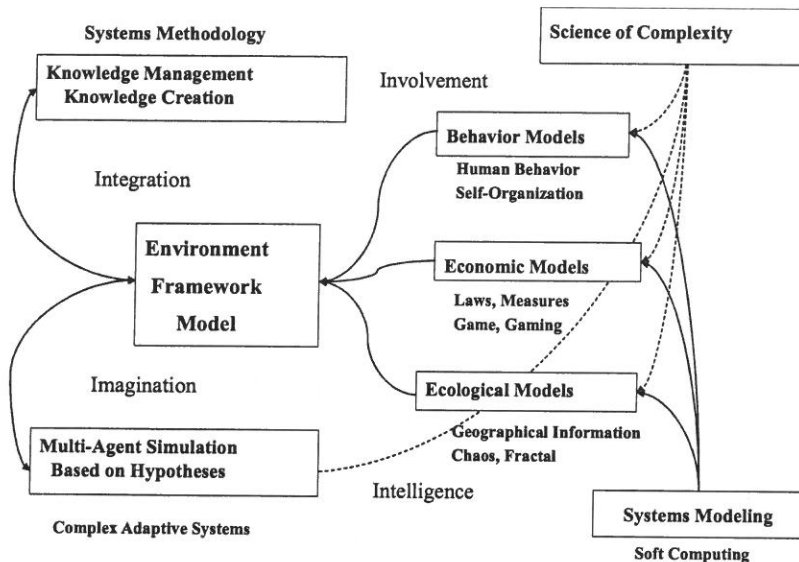 Systems Methodology
Science of Complexity
Knowledge Management
Knowledge Creation
Involvement
Behavior Models
Human Behavior
Self-Organization
Integration
Environment
Framework
Model
Economic Models
Laws, Measures
Game, Gaming
Imagination
Ecological Models
Geographical Information
Chaos, Fractal
Multi-Agent Simulation
Based on Hypotheses
Intelligence
Systems Modeling
Complex Adaptive Systems
Soft Computing